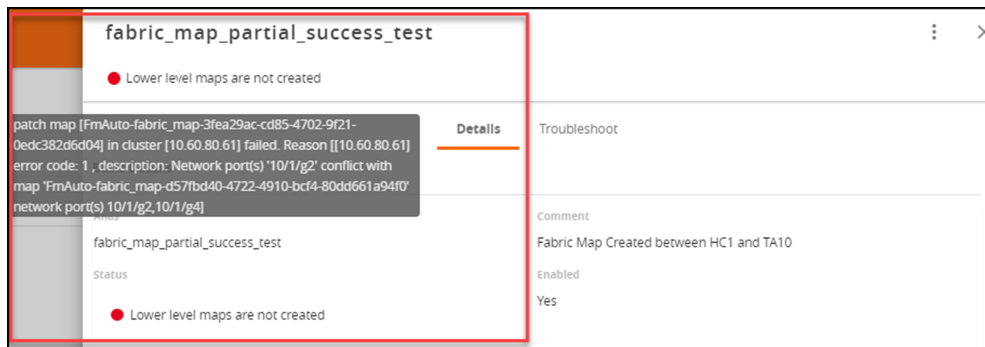 fabric_map_partial_success_test
Lower level maps are not created
patch map [FmAuto-fabric_map-3fea29ac-cd85-4702-9f21-
0edc382d6d04] in cluster [10.60.80.61] failed. Reason [[10.60.80.61]
error code: 1 , description: Network port(s) '10/1/g2' conflict with
map 'FmAuto-fabric_map-d57fbd40-4722-4910-bcf4-80dd661a94f0'
network port(s) 10/1/g2,10/1/g4]
Details
Troubleshoot
Alias
fabric_map_partial_success_test
Comment
Fabric Map Created between HC1 and TA10
Status
Lower level maps are not created
Enabled
Yes